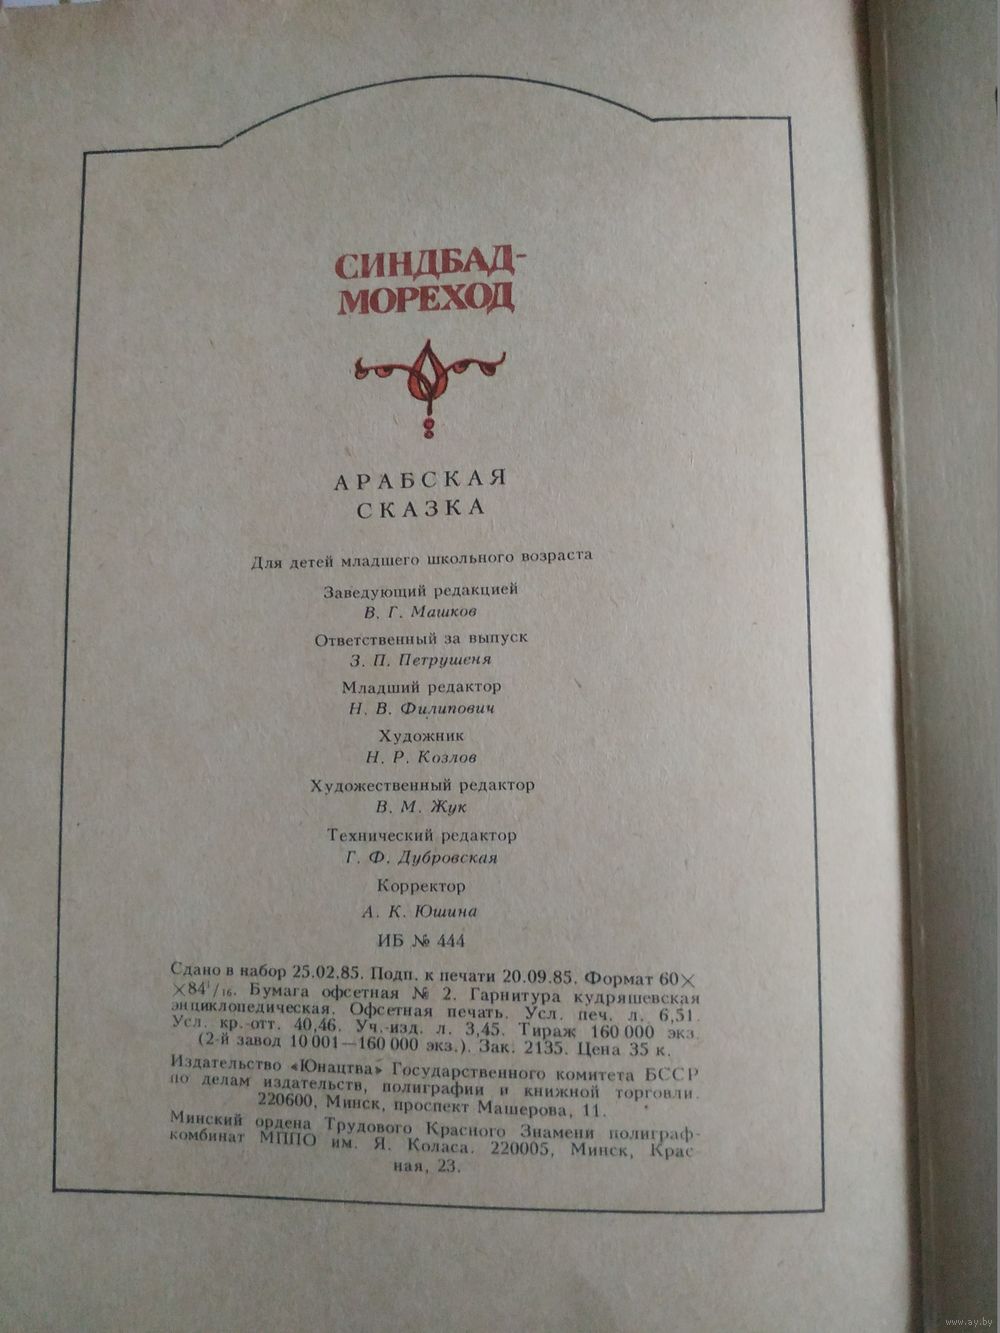 СИНДБАД-
МОРЕХОД
АРАБСКАЯ
СКАЗКА
Для детей младшего школьного возраста
Заведующий редакцией
В. Г. Машков
Ответственный за выпуск
З. П. Петрушеня
Младший редактор
Н. В. Филипович
Художник
Н. Р. Козлов
Художественный редактор
В. М. Жук
Технический редактор
Г. Ф. Дубровская
Корректор
А. К. Юшина
ИБ № 444
Сдано в набор 25.02.85. Подп. к печати 20.09.85. Формат 60×
×84¹/₁₆. Бумага офсетная № 2. Гарнитура кудряшевская
энциклопедическая. Офсетная печать. Усл. печ. л. 6,51.
Усл. кр.-отт. 40,46. Уч.-изд. л. 3,45. Тираж 160 000 экз.
(2-й завод 10 001—160 000 экз.). Зак. 2135. Цена 35 к.
Издательство «Юнацтва» Государственного комитета БССР
по делам издательств, полиграфии и книжной торговли.
220600, Минск, проспект Машерова, 11.
Минский ордена Трудового Красного Знамени полиграф-
комбинат МППО им. Я. Коласа. 220005, Минск, Крас-
ная, 23.
www.ay.by